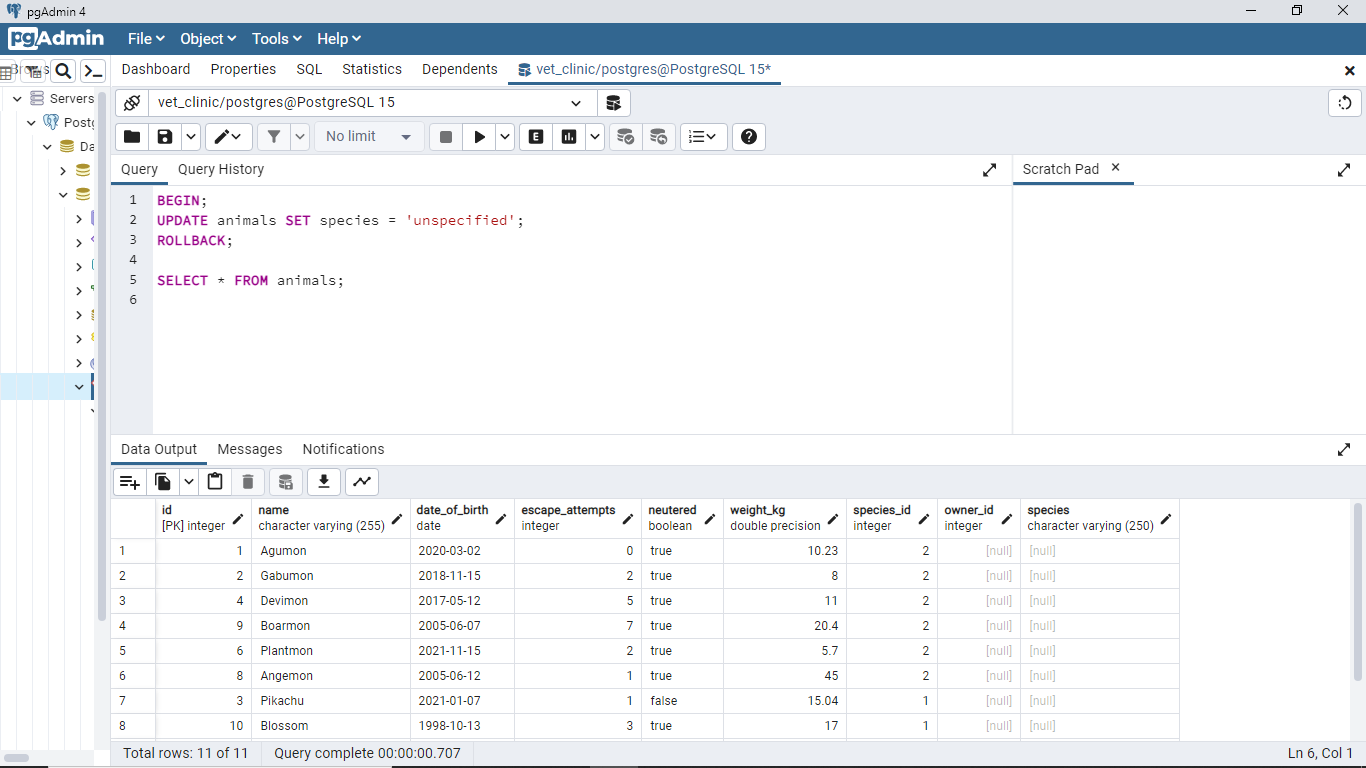 pgAdmin 4
pgAdmin File Object Tools Help
Dashboard Properties SQL Statistics Dependents vet_clinic/postgres@PostgreSQL 15*
Servers
vet_clinic/postgres@PostgreSQL 15
No limit E
Query Query History Scratch Pad
1 BEGIN;
2 UPDATE animals SET species = 'unspecified';
3 ROLLBACK;
4
5 SELECT * FROM animals;
6
Data Output Messages Notifications
id name date_of_birth escape_attempts neutered weight_kg species_id owner_id species
[PK] integer character varying (255) date integer boolean double precision integer integer character varying (250)
1 1 Agumon 2020-03-02 0 true 10.23 2 [null] [null]
2 2 Gabumon 2018-11-15 2 true 8 2 [null] [null]
3 4 Devimon 2017-05-12 5 true 11 2 [null] [null]
4 9 Boarmon 2005-06-07 7 true 20.4 2 [null] [null]
5 6 Plantmon 2021-11-15 2 true 5.7 2 [null] [null]
6 8 Angemon 2005-06-12 1 true 45 2 [null] [null]
7 3 Pikachu 2021-01-07 1 false 15.04 1 [null] [null]
8 10 Blossom 1998-10-13 3 true 17 1 [null] [null]
Total rows: 11 of 11 Query complete 00:00:00.707 Ln 6, Col 1